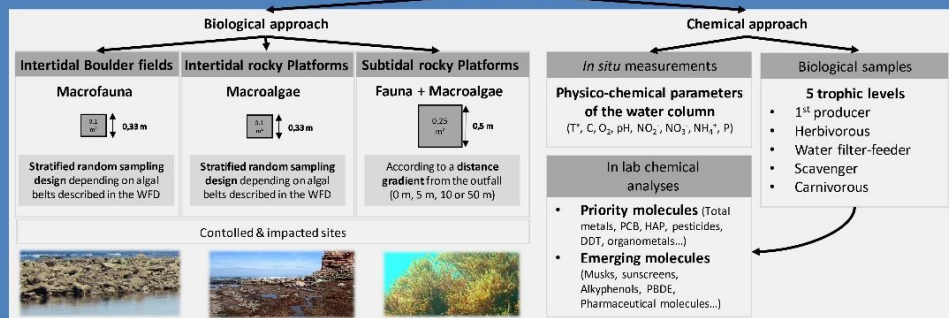 Biological approach
Chemical approach
Intertidal Boulder fields
Macrofauna
0,1
m²
0,33 m
Stratified random sampling
design depending on algal
belts described in the WFD
Intertidal rocky Platforms
Macroalgae
0,1
m²
0,33 m
Stratified random sampling
design depending on algal
belts described in the WFD
Subtidal rocky Platforms
Fauna + Macroalgae
0,25
m²
0,5 m
According to a distance
gradient from the outfall
(0 m, 5 m, 10 or 50 m)
Contolled & impacted sites
In situ measurements
Physico-chemical parameters
of the water column
(T°, C, O₂, pH, NO₂⁻, NO₃⁻, NH₄⁺, P)
In lab chemical
analyses
• Priority molecules (Total
metals, PCB, HAP, pesticides,
DDT, organometals...)
• Emerging molecules
(Musks, sunscreens,
Alkyphenols, PBDE,
Pharmaceutical molecules...)
Biological samples
5 trophic levels
• 1st producer
• Herbivorous
• Water filter-feeder
• Scavenger
• Carnivorous